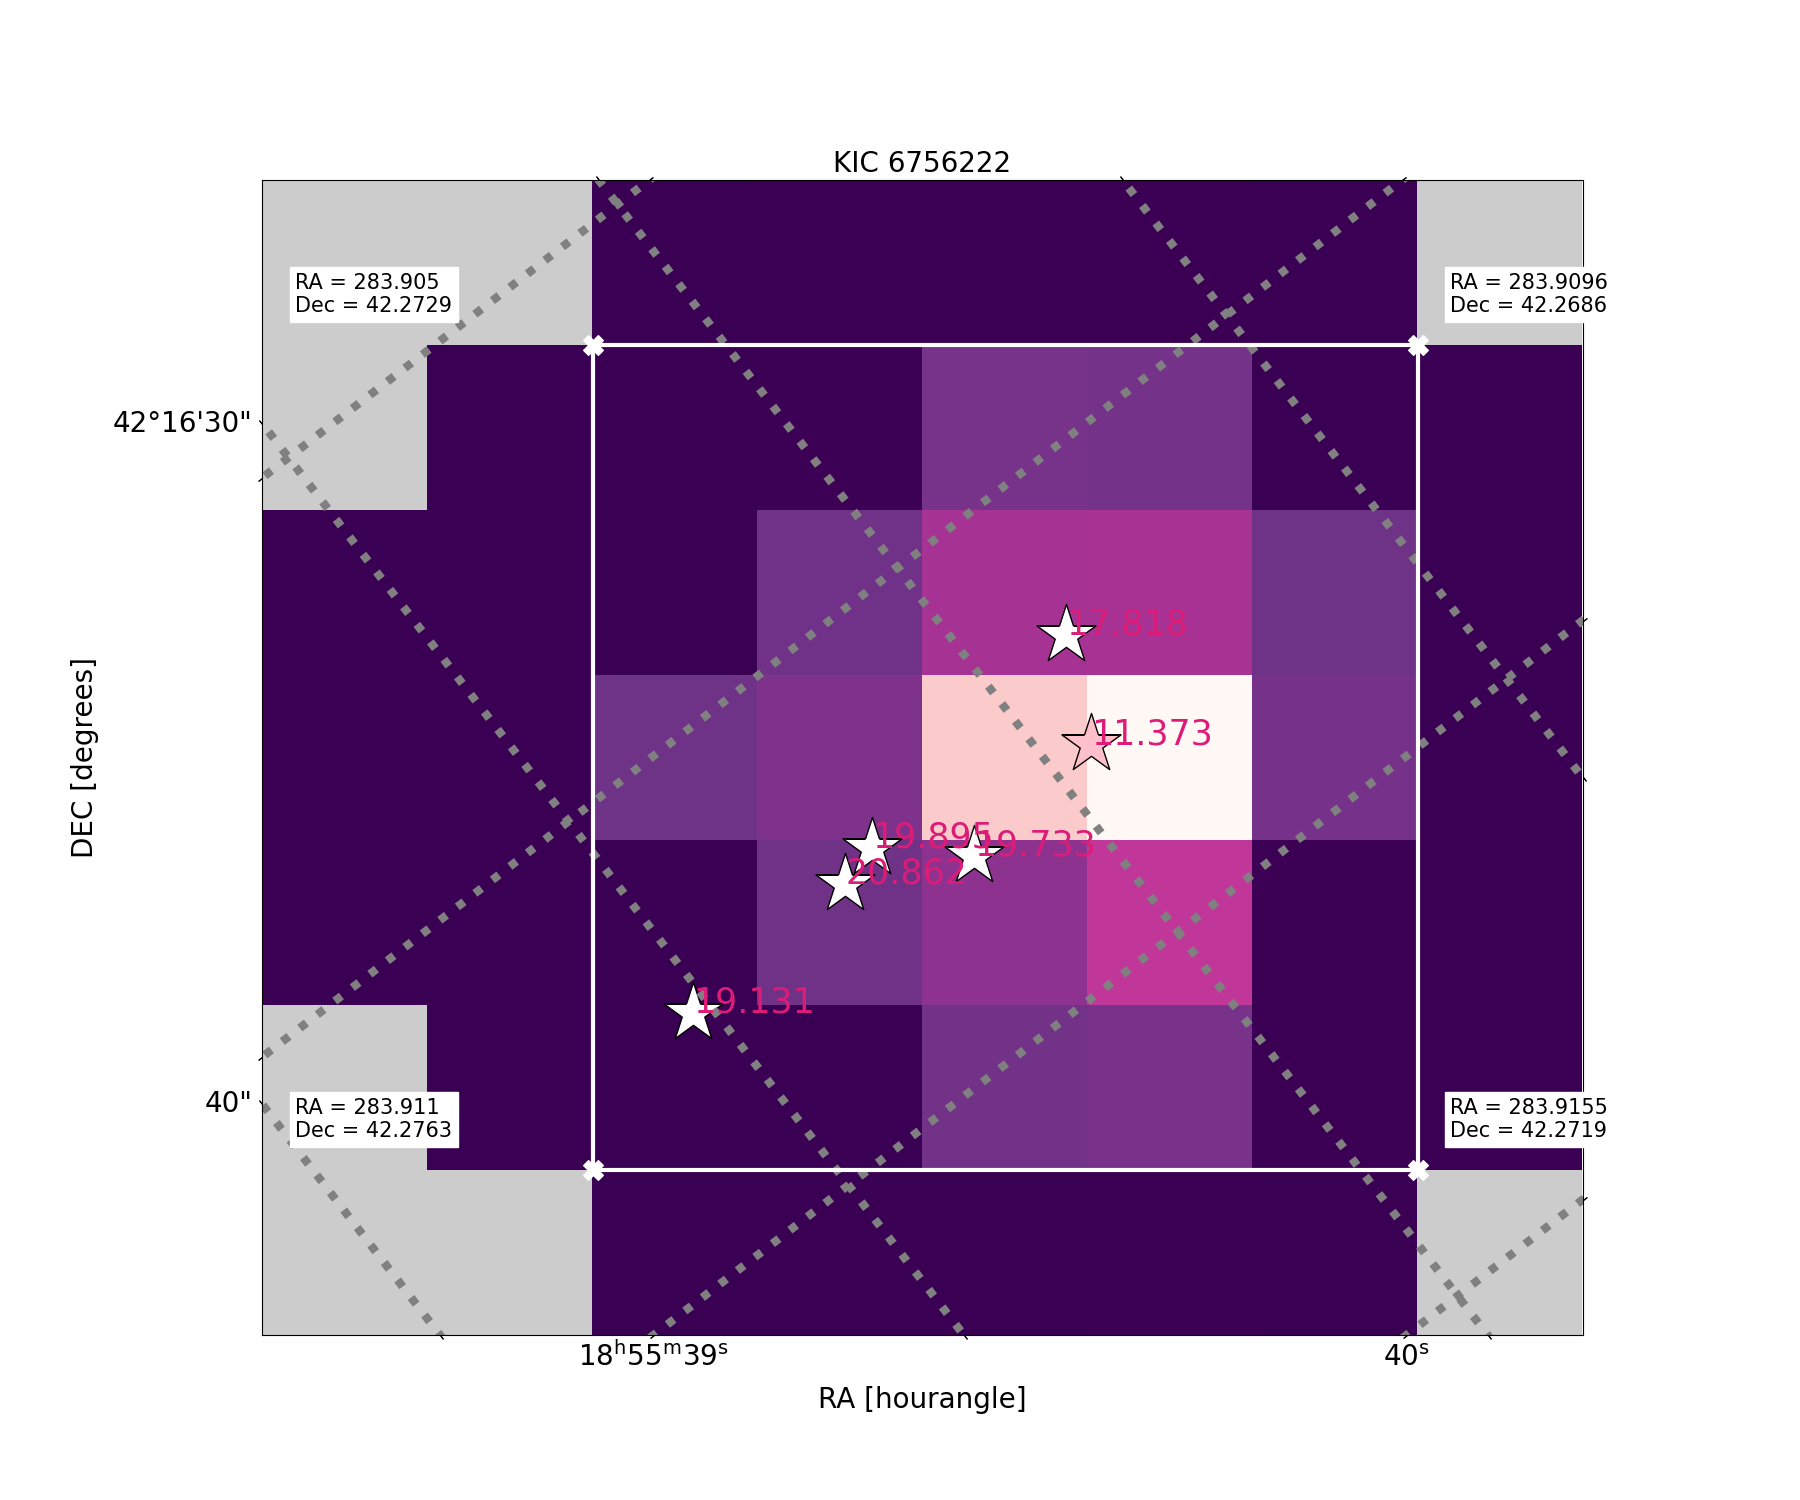 KIC 6756222
RA = 283.905
Dec = 42.2729
RA = 283.9096
Dec = 42.2686
42°16'30"
17.818
11.373
DEC [degrees]
19.895
19.733
20.862
19.131
40"
RA = 283.911
Dec = 42.2763
RA = 283.9155
Dec = 42.2719
18ʰ55ᵐ39ˢ
40ˢ
RA [hourangle]